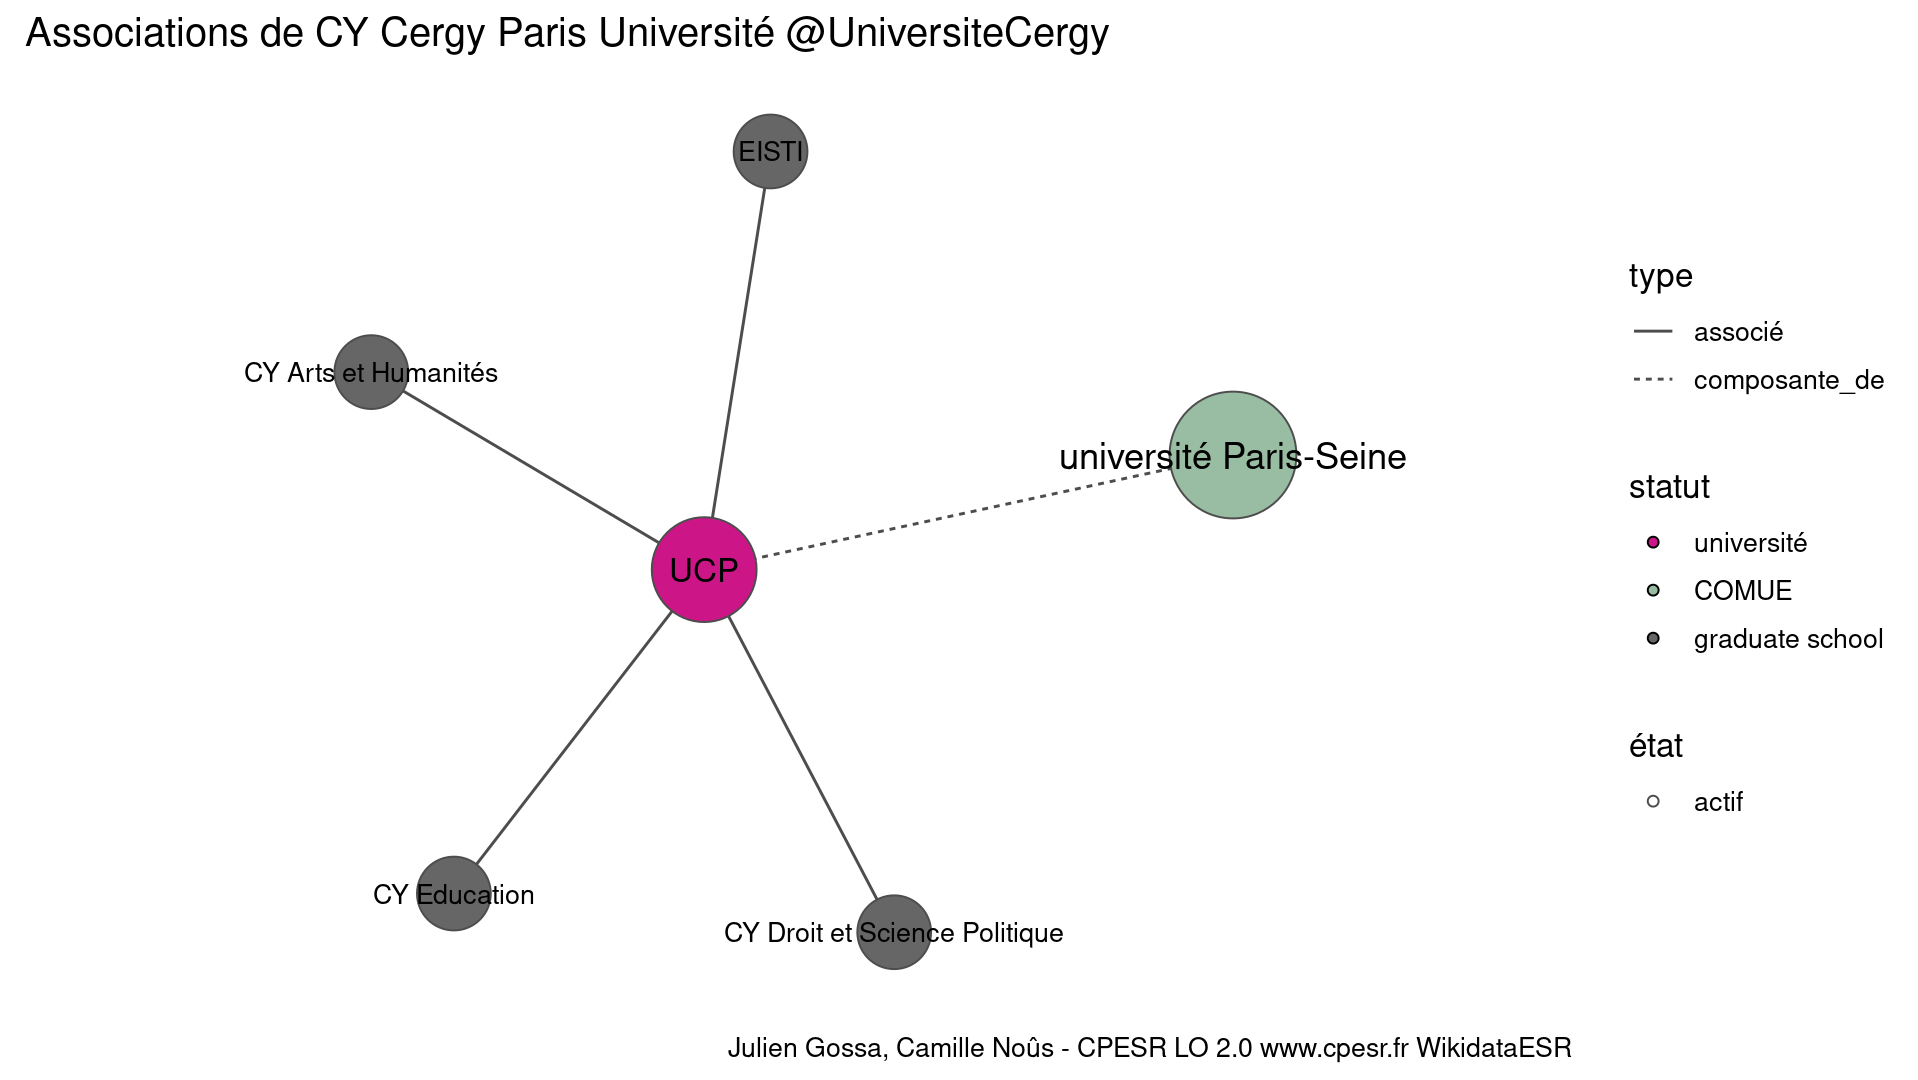 Associations de CY Cergy Paris Université @UniversiteCergy
EISTI
CY Arts et Humanités
université Paris-Seine
UCP
CY Education
CY Droit et Science Politique
type
associé
composante_de
statut
université
COMUE
graduate school
état
actif
Julien Gossa, Camille Noûs - CPESR LO 2.0 www.cpesr.fr WikidataESR